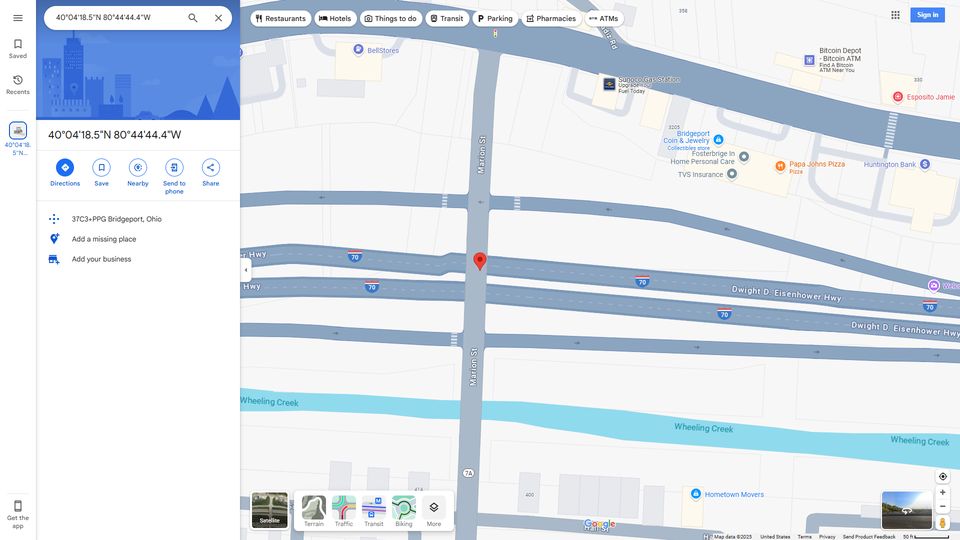 40°04'18.5"N 80°44'44.4"W
Restaurants
Hotels
Things to do
Transit
Parking
Pharmacies
ATMs
Sign in
Saved
Recents
40°04'18.
5"N...
40°04'18.5"N 80°44'44.4"W
Directions
Save
Nearby
Send to
phone
Share
37C3+PPG Bridgeport, Ohio
Add a missing place
Add your business
Get the
app
358
BellStores
Marion St
Sunoco Gas Station
Upgrade Your
Fuel Today
Bitcoin Depot
- Bitcoin ATM
Find A Bitcoin
ATM Near You
330
Esposito Jamie
3205
Bridgeport
Coin & Jewelry
Collectibles store
Fosterbrige In
Home Personal Care
TVS Insurance
Papa Johns Pizza
Pizza
Huntington Bank
Hwy
70
70
Dwight D. Eisenhower Hwy
70
Hwy
70
70
Dwight D. Eisenhower Hwy
Marion St
Wheeling Creek
Wheeling Creek
Wheeling Creek
7A
400
Hometown Movers
Satellite
Terrain
Traffic
Transit
Biking
More
Google
Map data ©2025
United States
Terms
Privacy
Send Product Feedback
50 ft